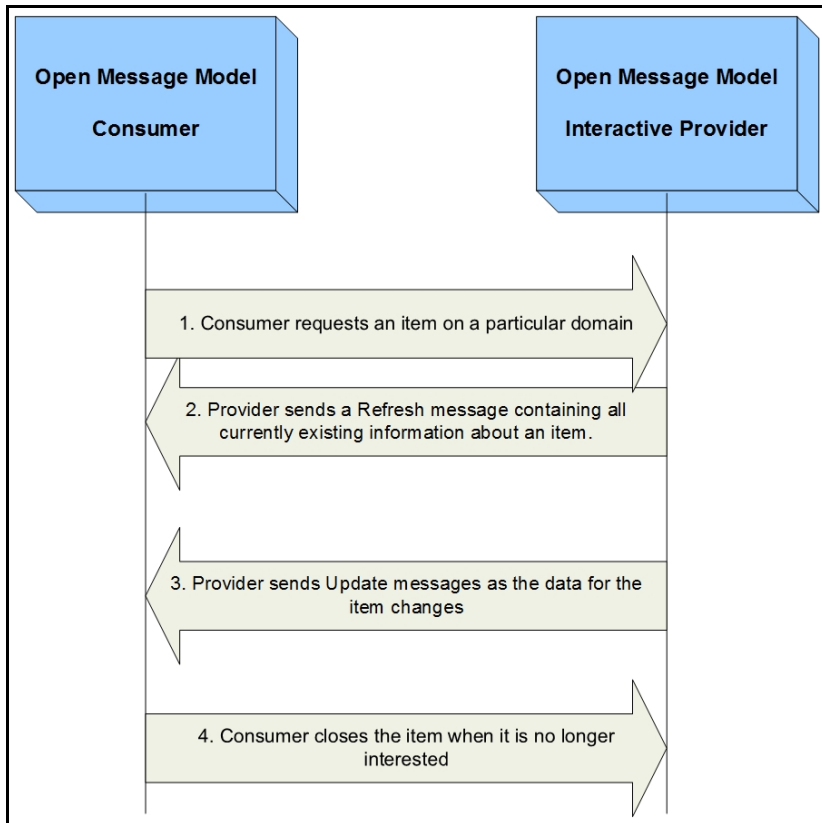 Open Message Model
Consumer
Open Message Model
Interactive Provider
1. Consumer requests an item on a particular domain
2. Provider sends a Refresh message containing all
currently existing information about an item.
3. Provider sends Update messages as the data for the
item changes
4. Consumer closes the item when it is no longer
interested